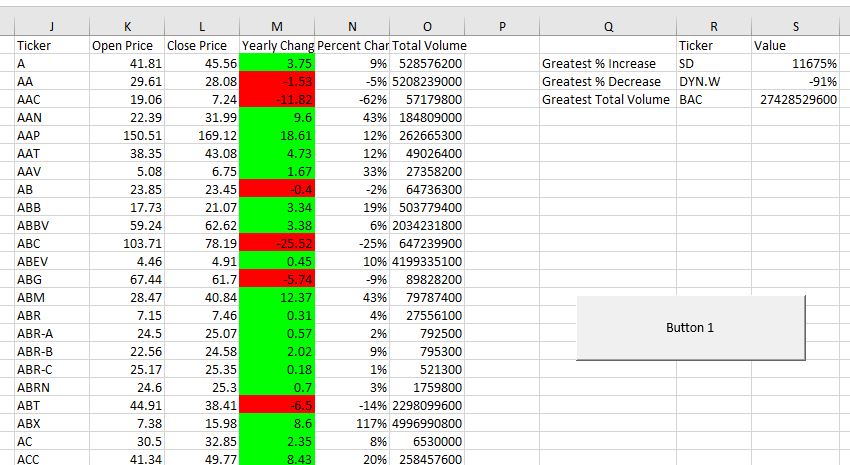 J K L M N O P Q R S
Ticker Open Price Close Price Yearly Chang Percent Char Total Volume Ticker Value
A 41.81 45.56 3.75 9% 528576200 Greatest % Increase SD 11675%
AA 29.61 28.08 -1.53 -5% 5208239000 Greatest % Decrease DYN.W -91%
AAC 19.06 7.24 -11.82 -62% 57179800 Greatest Total Volume BAC 27428529600
AAN 22.39 31.99 9.6 43% 184809000
AAP 150.51 169.12 18.61 12% 262665300
AAT 38.35 43.08 4.73 12% 49026400
AAV 5.08 6.75 1.67 33% 27358200
AB 23.85 23.45 -0.4 -2% 64736300
ABB 17.73 21.07 3.34 19% 503779400
ABBV 59.24 62.62 3.38 6% 2034231800
ABC 103.71 78.19 -25.52 -25% 647239900
ABEV 4.46 4.91 0.45 10% 4199335100
ABG 67.44 61.7 -5.74 -9% 89828200
ABM 28.47 40.84 12.37 43% 79787400
ABR 7.15 7.46 0.31 4% 27556100
ABR-A 24.5 25.07 0.57 2% 792500
Button 1
ABR-B 22.56 24.58 2.02 9% 795300
ABR-C 25.17 25.35 0.18 1% 521300
ABRN 24.6 25.3 0.7 3% 1759800
ABT 44.91 38.41 -6.5 -14% 2298099600
ABX 7.38 15.98 8.6 117% 4996990800
AC 30.5 32.85 2.35 8% 6530000
ACC 41.34 49.77 8.43 20% 258457600